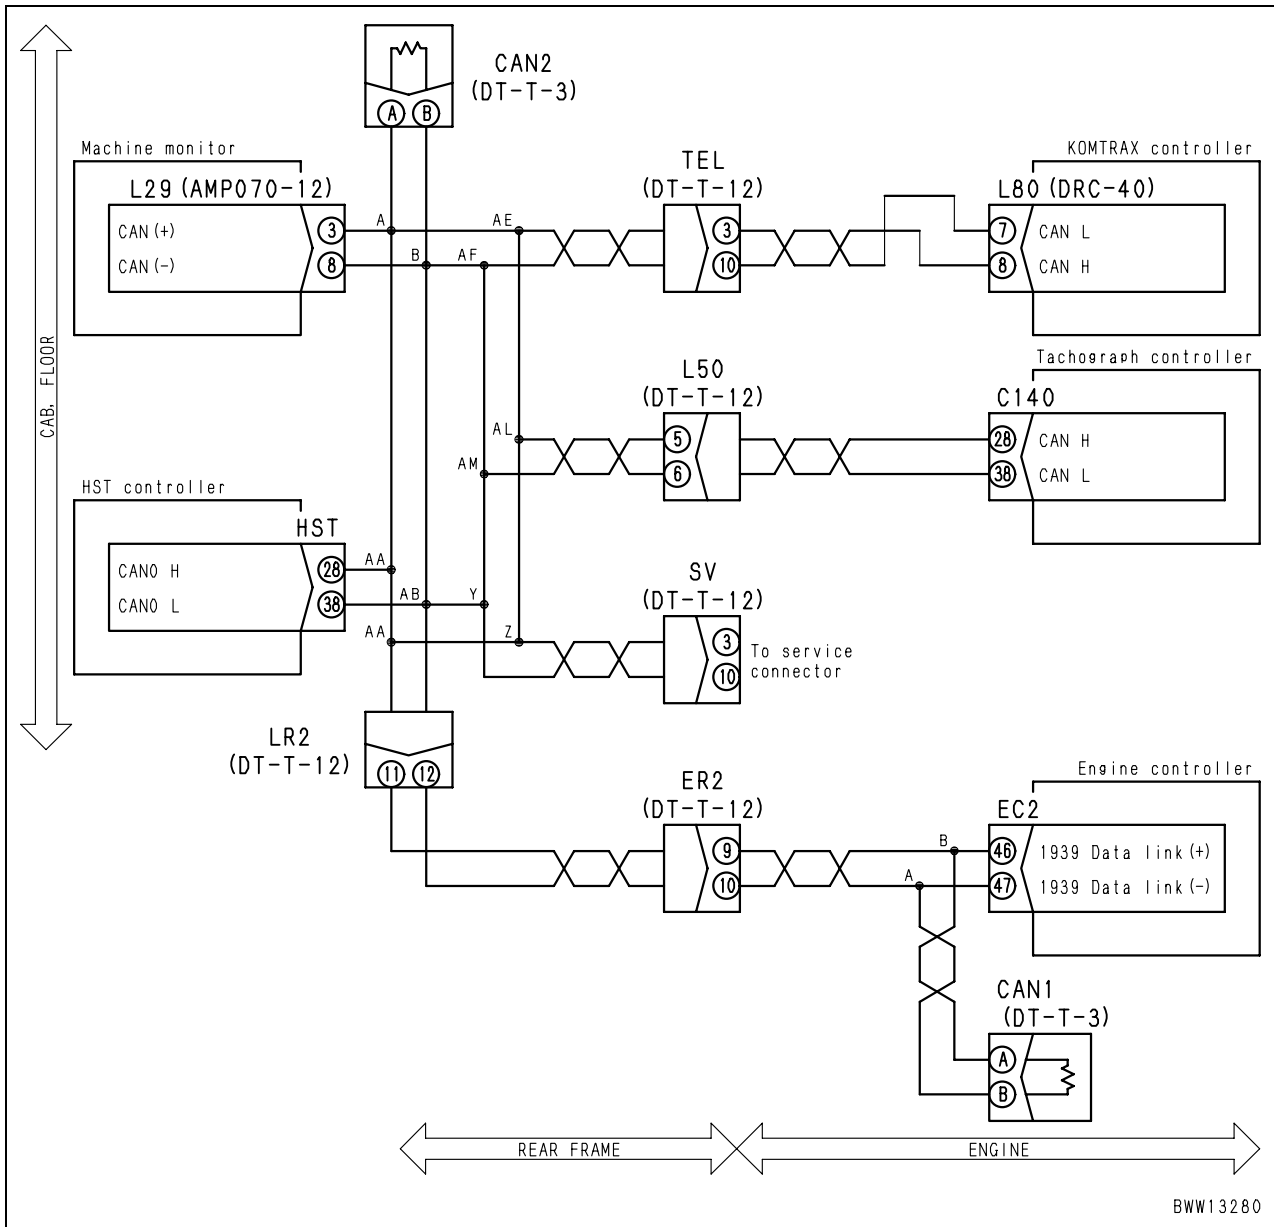 CAN2
(DT-T-3)
A B
Machine monitor
L29 (AMP070-12)
CAN (+) 3
CAN (-) 8
A
B
AE
AF
TEL
(DT-T-12)
3
10
KOMTRAX controller
L80 (DRC-40)
7 CAN L
8 CAN H
CAB, FLOOR
L50
(DT-T-12)
AL
AM
5
6
Tachograph controller
C140
28 CAN H
38 CAN L
HST controller
HST
CAN0 H 28
CAN0 L 38
AA
AB
Y
AA
Z
SV
(DT-T-12)
3
10
To service
connector
LR2
(DT-T-12)
11 12
ER2
(DT-T-12)
9
10
B
A
Engine controller
EC2
46 1939 Data link (+)
47 1939 Data link (-)
CAN1
(DT-T-3)
A
B
REAR FRAME
ENGINE
BWW13280